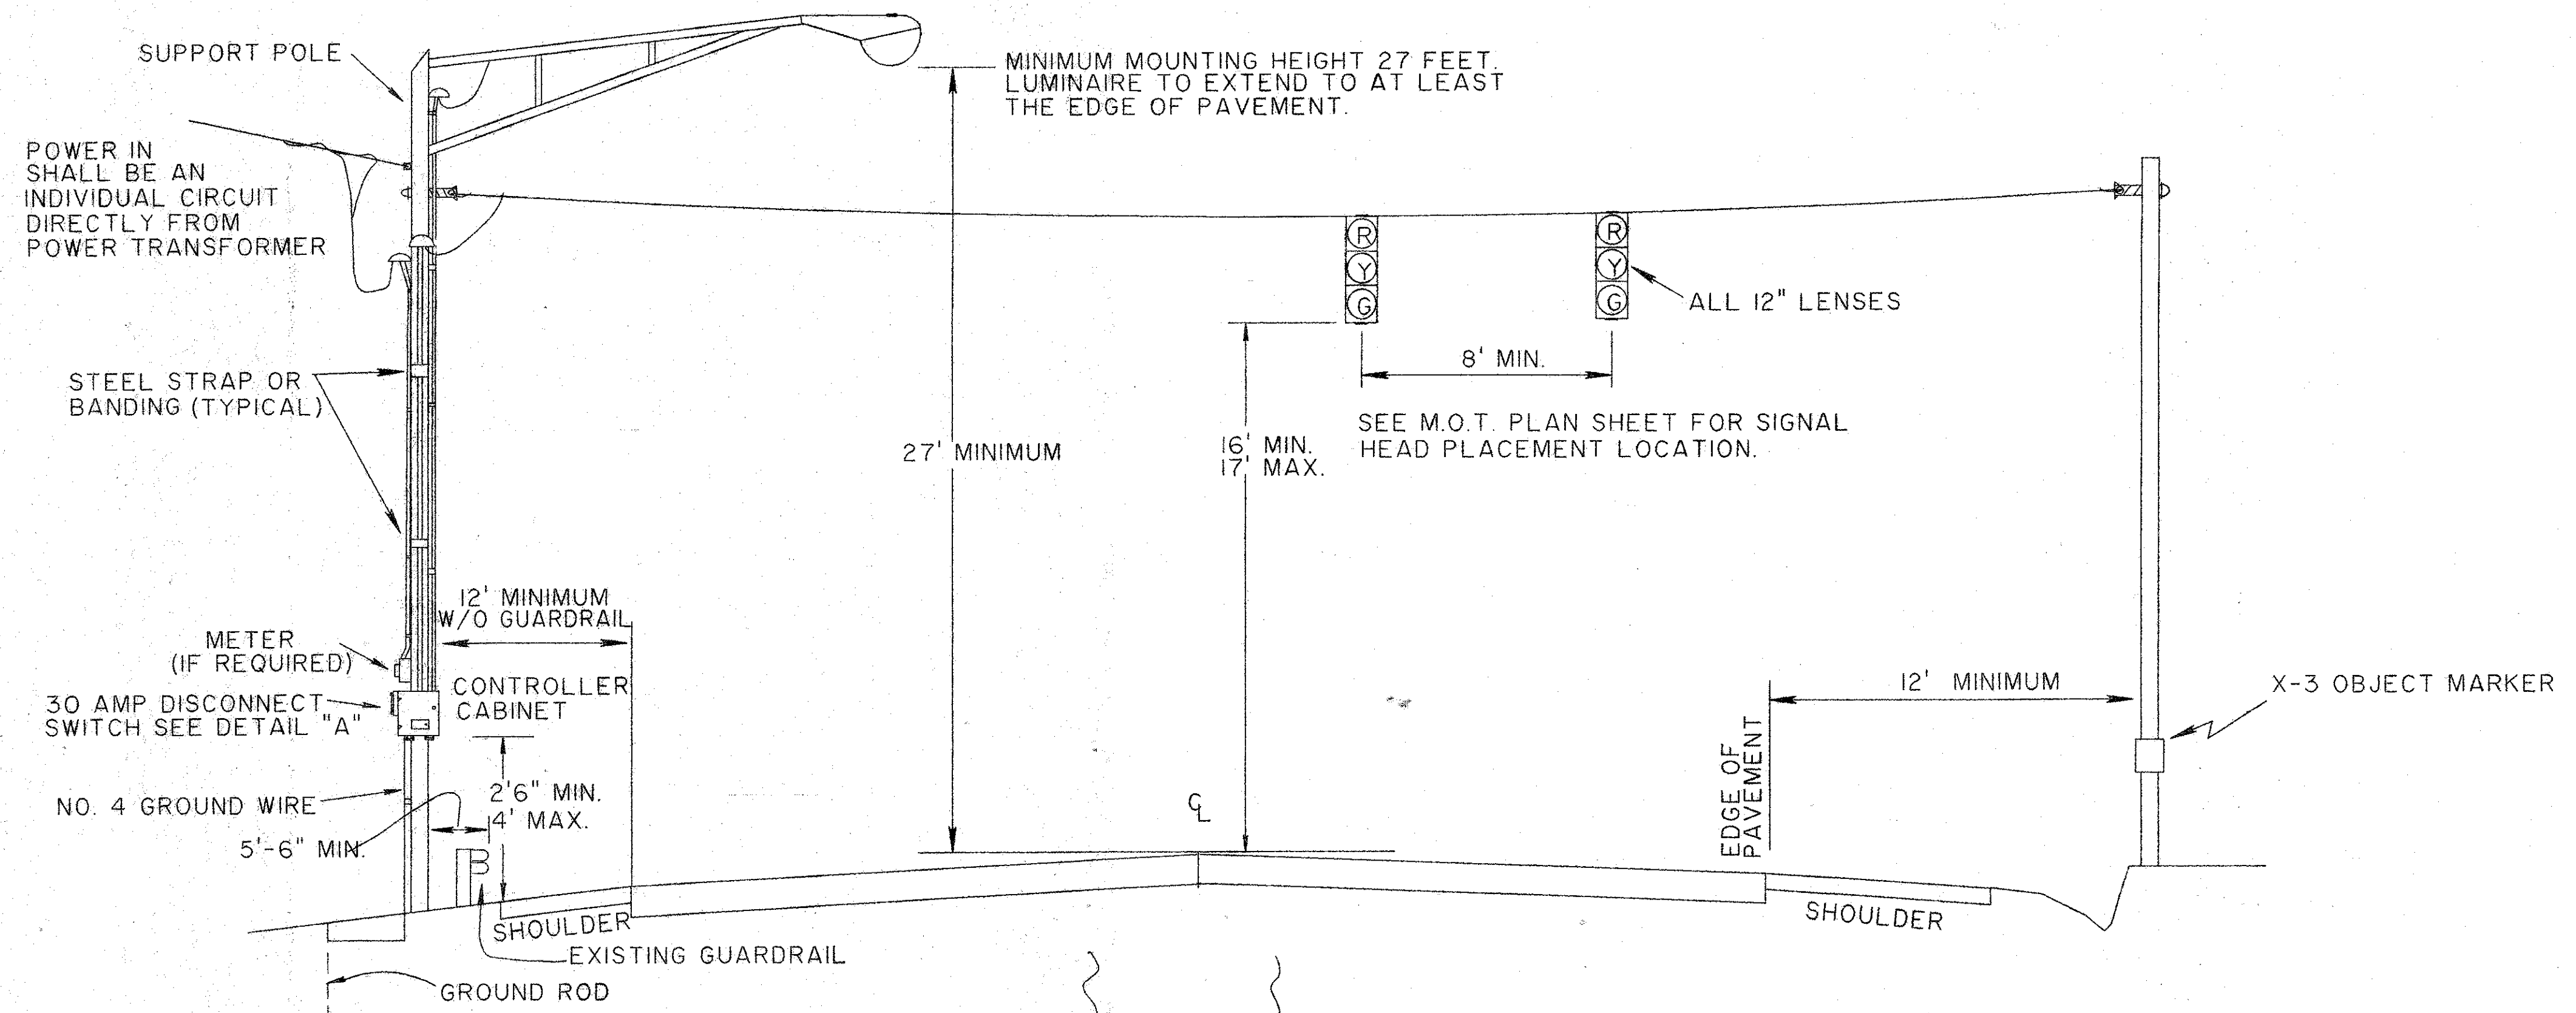 SUPPORT POLE
MINIMUM MOUNTING HEIGHT 27 FEET.
LUMINAIRE TO EXTEND TO AT LEAST
THE EDGE OF PAVEMENT.
POWER IN
SHALL BE AN
INDIVIDUAL CIRCUIT
DIRECTLY FROM
POWER TRANSFORMER
R
Y
G
R
Y
G
ALL 12" LENSES
8' MIN.
STEEL STRAP OR
BANDING (TYPICAL)
SEE M.O.T. PLAN SHEET FOR SIGNAL
HEAD PLACEMENT LOCATION.
27' MINIMUM
16' MIN.
17' MAX.
12' MINIMUM
W/O GUARDRAIL
METER
(IF REQUIRED)
CONTROLLER
CABINET
30 AMP DISCONNECT
SWITCH SEE DETAIL "A"
12' MINIMUM
X-3 OBJECT MARKER
EDGE OF
PAVEMENT
NO. 4 GROUND WIRE
2'6" MIN.
4' MAX.
5'-6" MIN.
CL
SHOULDER
SHOULDER
EXISTING GUARDRAIL
GROUND ROD